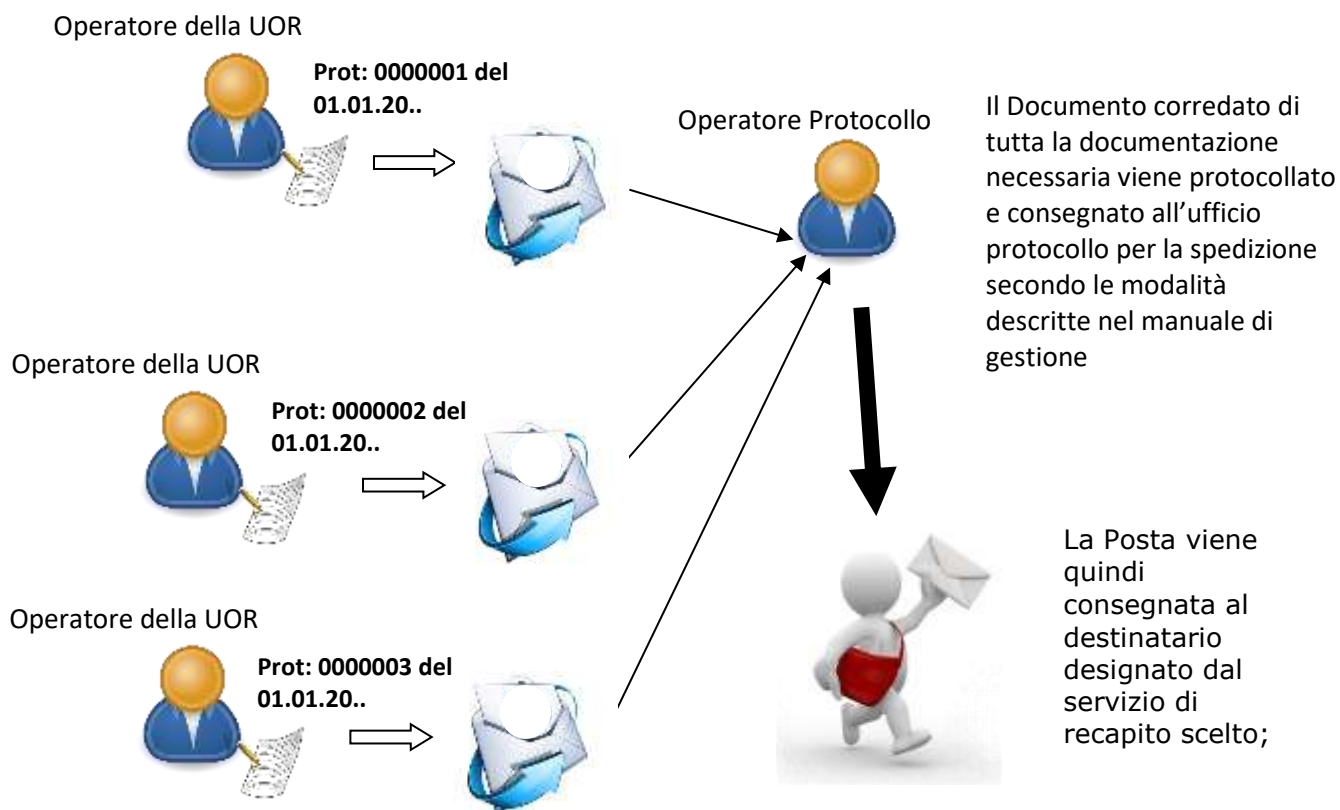 Operatore della UOR
Prot: 0000001 del
01.01.20..
Operatore Protocollo
Il Documento corredato di
tutta la documentazione
necessaria viene protocollato
e consegnato all’ufficio
protocollo per la spedizione
secondo le modalità
descritte nel manuale di
gestione
Operatore della UOR
Prot: 0000002 del
01.01.20..
La Posta viene
quindi
consegnata al
destinatario
designato dal
servizio di
recapito scelto;
Operatore della UOR
Prot: 0000003 del
01.01.20..